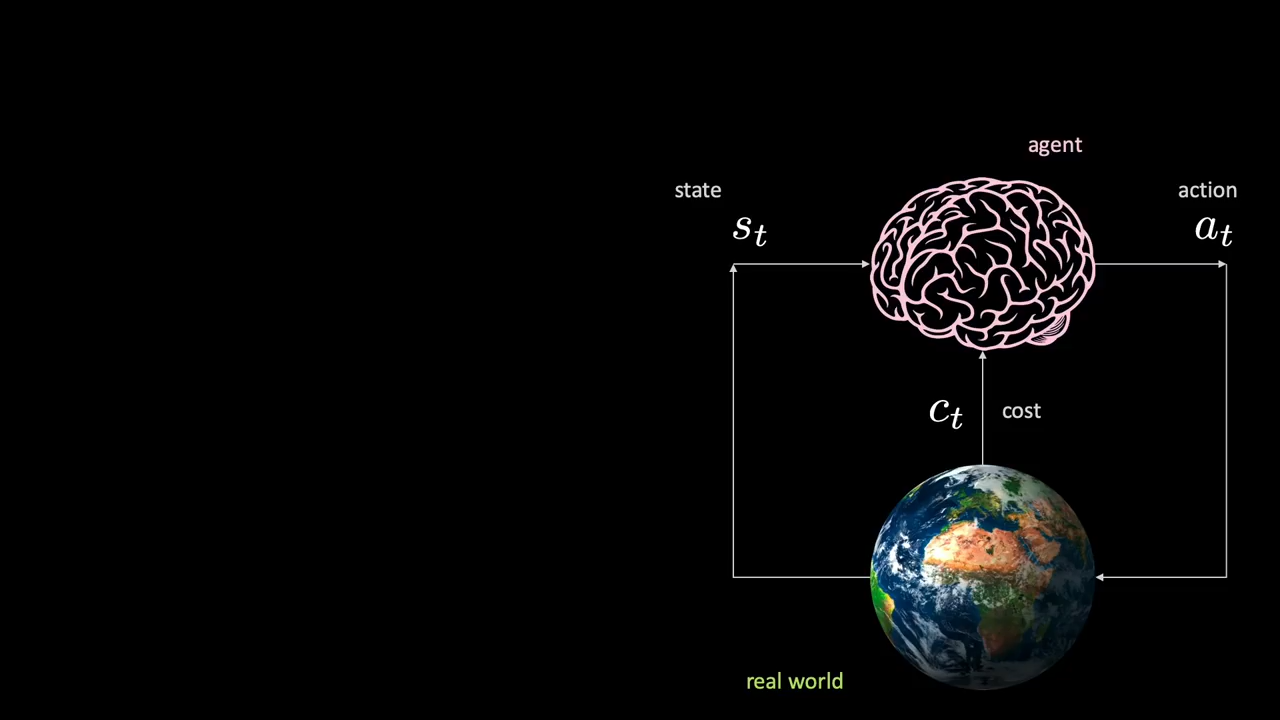 agent
state
action
s_t
a_t
c_t cost
real world